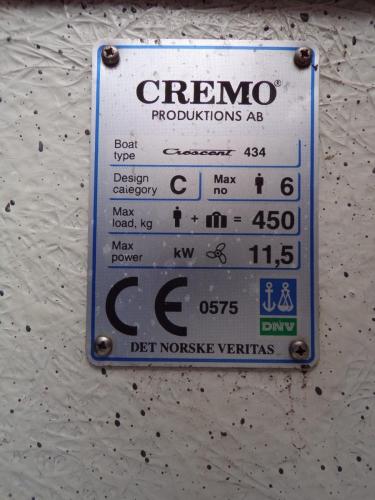 CREMO®
PRODUKTIONS AB
Boat type Crescent 434
Design category C Max no 6
Max load, kg + = 450
Max power kW 11,5
CE 0575
DNV
DET NORSKE VERITAS